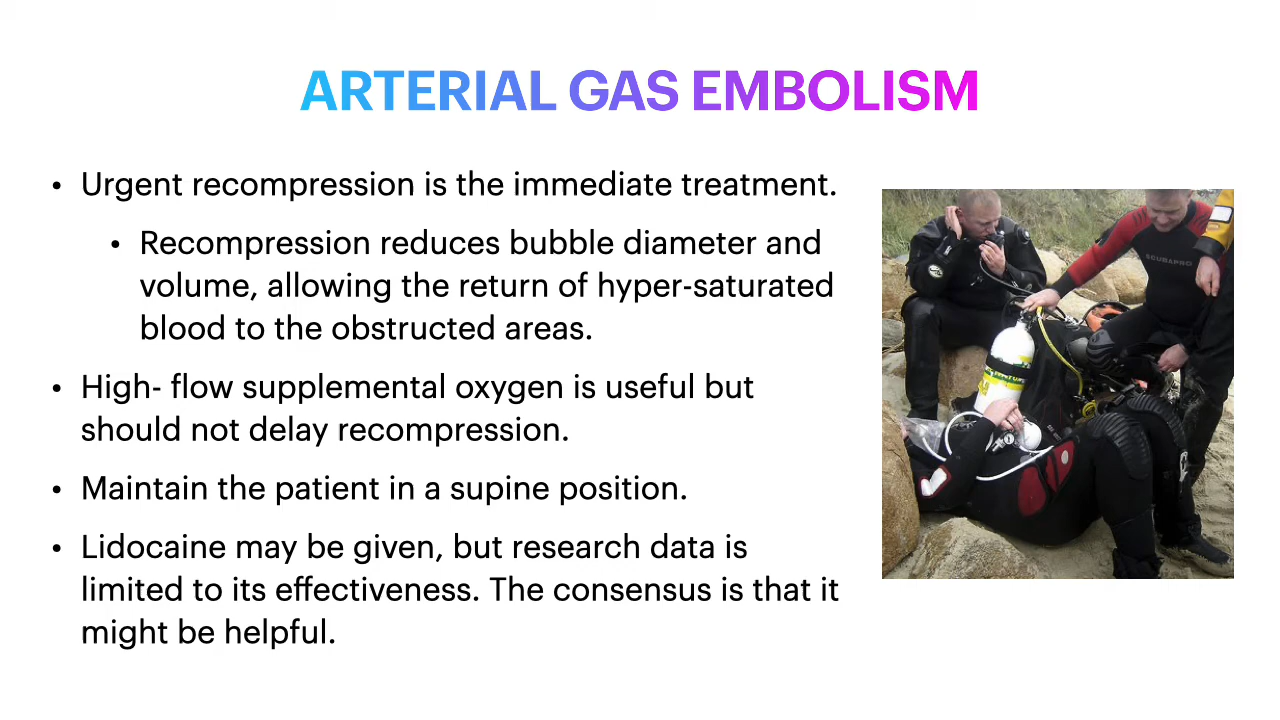 ARTERIAL GAS EMBOLISM
• Urgent recompression is the immediate treatment.
• Recompression reduces bubble diameter and
volume, allowing the return of hyper-saturated
blood to the obstructed areas.
• High- flow supplemental oxygen is useful but
should not delay recompression.
• Maintain the patient in a supine position.
• Lidocaine may be given, but research data is
limited to its effectiveness. The consensus is that it
might be helpful.
SCUBAPRO